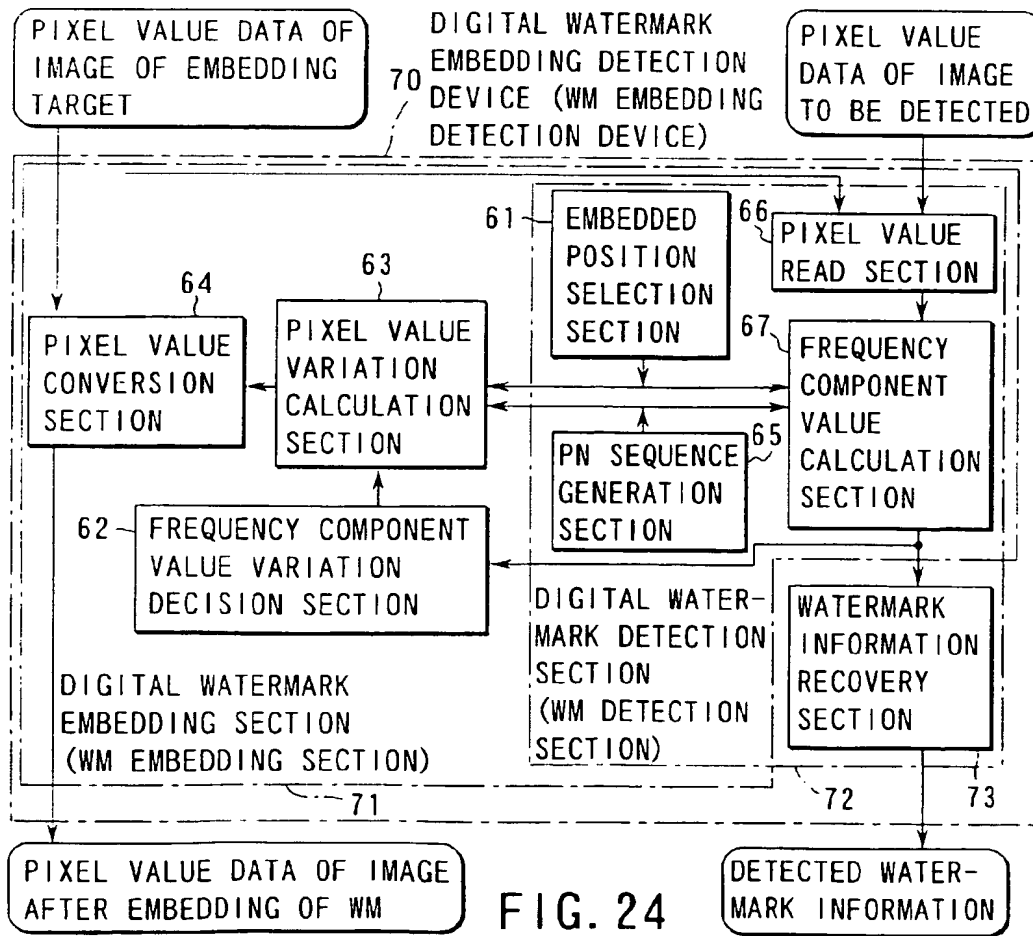 PIXEL VALUE DATA OF
IMAGE OF EMBEDDING
TARGET
DIGITAL WATERMARK
EMBEDDING DETECTION
DEVICE (WM EMBEDDING
DETECTION DEVICE)
70
PIXEL VALUE
DATA OF IMAGE
TO BE DETECTED
61
EMBEDDED
POSITION
SELECTION
SECTION
66
PIXEL VALUE
READ SECTION
64
PIXEL VALUE
CONVERSION
SECTION
63
PIXEL VALUE
VARIATION
CALCULATION
SECTION
67
FREQUENCY
COMPONENT
VALUE
CALCULATION
SECTION
65
PN SEQUENCE
GENERATION
SECTION
62
FREQUENCY COMPONENT
VALUE VARIATION
DECISION SECTION
DIGITAL WATER-
MARK DETECTION
SECTION
(WM DETECTION
SECTION)
WATERMARK
INFORMATION
RECOVERY
SECTION
DIGITAL WATERMARK
EMBEDDING SECTION
(WM EMBEDDING SECTION)
71
72
73
PIXEL VALUE DATA OF IMAGE
AFTER EMBEDDING OF WM
FIG. 24
DETECTED WATER-
MARK INFORMATION